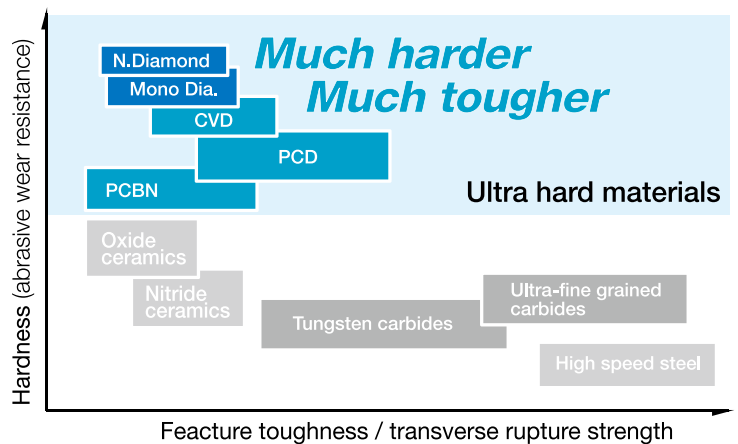 Hardness (abrasive wear resistance)
N.Diamond
Mono Dia.
CVD
PCD
PCBN
Much harder
Much tougher
Ultra hard materials
Oxide
ceramics
Nitride
ceramics
Tungsten carbides
Ultra-fine grained
carbides
High speed steel
Feacture toughness / transverse rupture strength